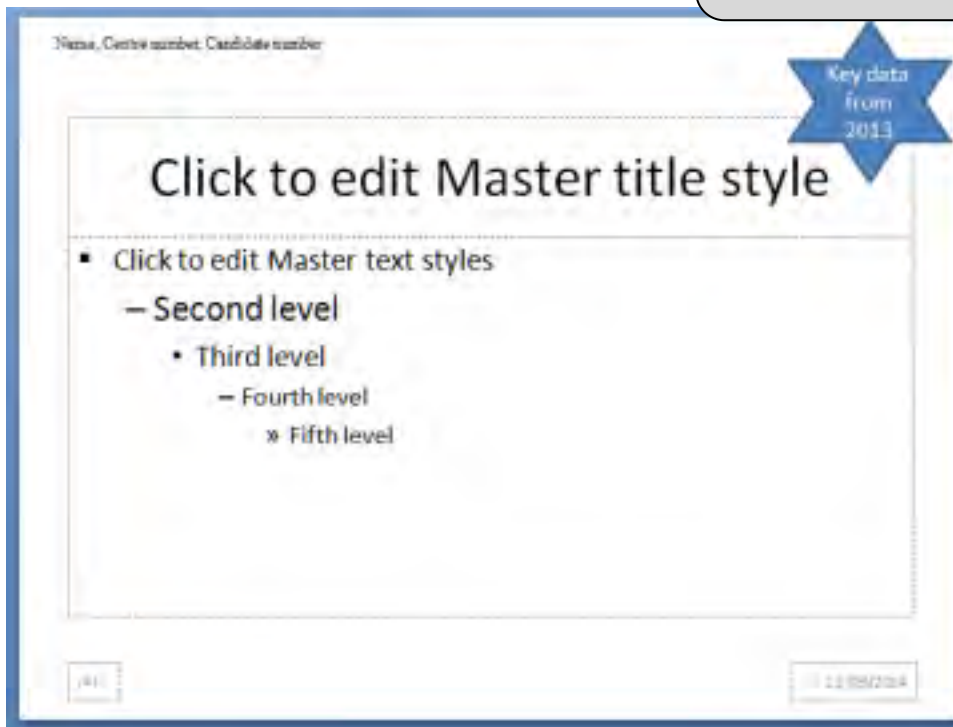 Name, Centre number, Candidate number
Key data
from
2013
Click to edit Master title style
▪ Click to edit Master text styles
– Second level
• Third level
– Fourth level
» Fifth level